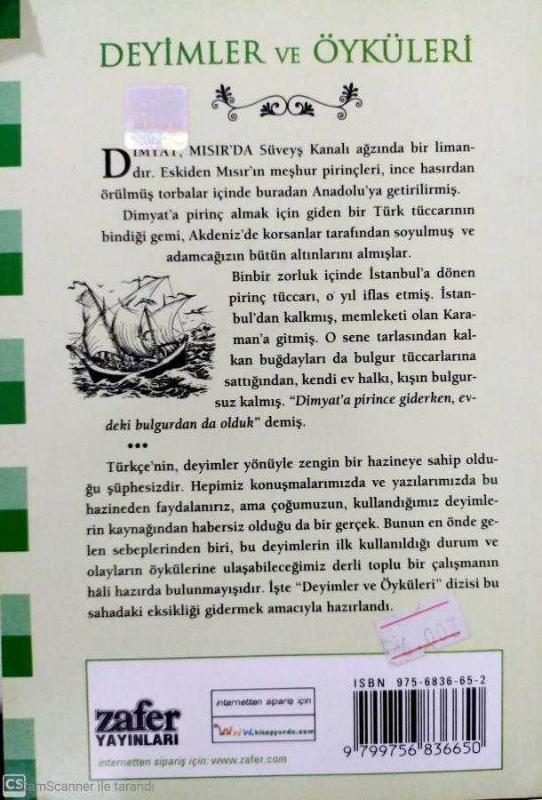 DEYİMLER VE ÖYKÜLERİ
DİMYAT, MISIR'DA Süveyş Kanalı ağzında bir liman-
dır. Eskiden Mısır'ın meşhur pirinçleri, ince hasırdan
örülmüş torbalar içinde buradan Anadolu'ya getirilirmiş.
Dimyat'a pirinç almak için giden bir Türk tüccarının
bindiği gemi, Akdeniz'de korsanlar tarafından soyulmuş ve
adamcağızın bütün altınlarını almışlar.
Binbir zorluk içinde İstanbul'a dönen
pirinç tüccarı, o yıl iflas etmiş. İstan-
bul'dan kalkmış, memleketi olan Kara-
man'a gitmiş. O sene tarlasından kal-
kan buğdayları da bulgur tüccarlarına
sattığından, kendi ev halkı, kışın bulgur-
suz kalmış. "Dimyat'a pirince giderken, ev-
deki bulgurdan da olduk" demiş.
•••
Türkçe'nin, deyimler yönüyle zengin bir hazineye sahip oldu-
ğu şüphesizdir. Hepimiz konuşmalarımızda ve yazılarımızda bu
hazineden faydalanırız, ama çoğumuzun, kullandığımız deyimle-
rin kaynağından habersiz olduğu da bir gerçek. Bunun en önde ge-
len sebeplerinden biri, bu deyimlerin ilk kullanıldığı durum ve
olayların öykülerine ulaşabileceğimiz derli toplu bir çalışmanın
hâli hazırda bulunmayışıdır. İşte "Deyimler ve Öyküleri" dizisi bu
sahadaki eksikliği gidermek amacıyla hazırlandı.
ISBN 975-6836-65-2
zafer
YAYINLARI
internetten sipariş için
www.kitapyurdu.com
internetten sipariş için: www.zafer.com
9 799756 836650
CS CamScanner ile tarandı